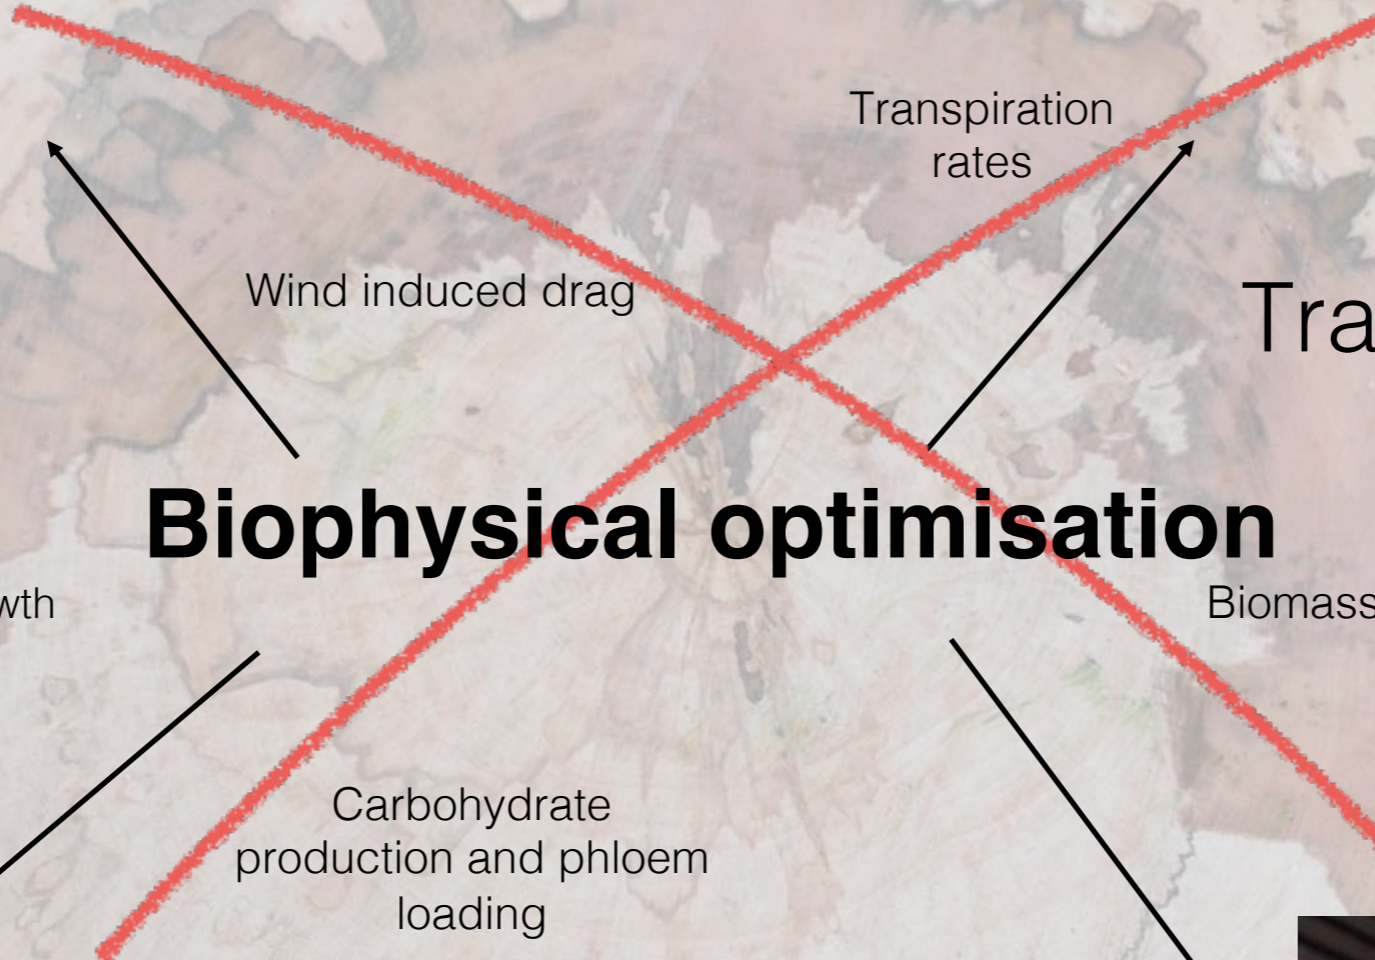 Transpiration
rates
Wind induced drag
Tra
Biophysical optimisation
wth
Biomass
Carbohydrate
production and phloem
loading